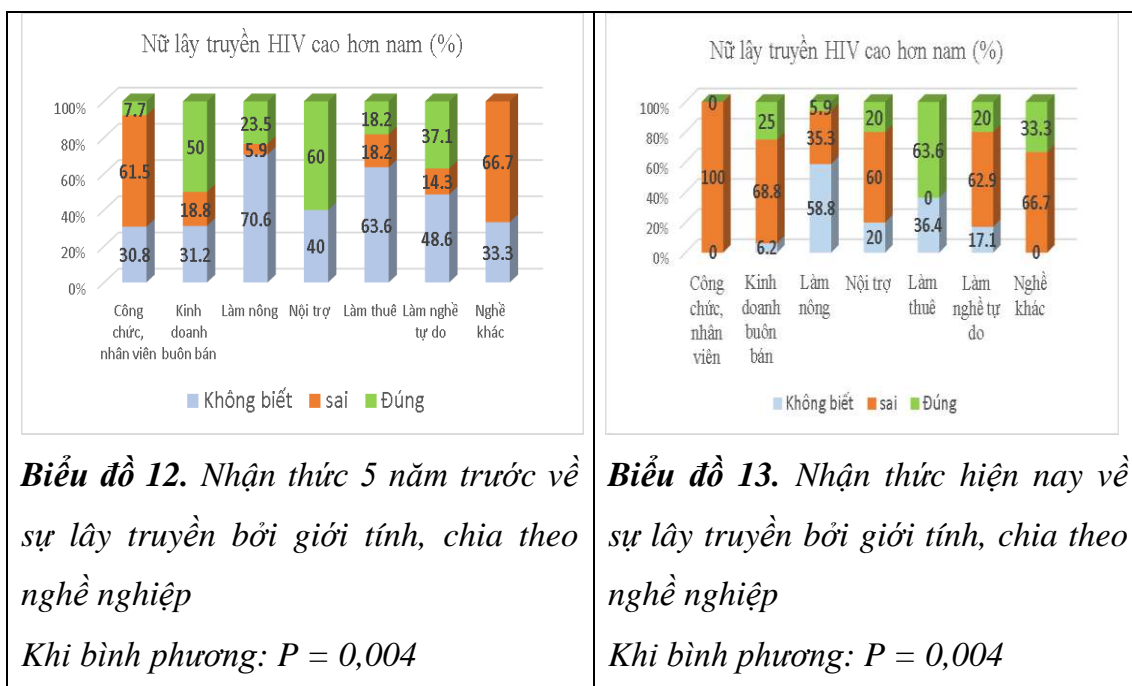 Nữ lây truyền HIV cao hơn nam (%)
100%
80%
60%
40%
20%
0%
7.7
61.5
30.8
50
18.8
31.2
23.5
5.9
70.6
60
40
18.2
18.2
63.6
37.1
14.3
48.6
66.7
33.3
Công
chức,
nhân viên
Kinh
doanh
buôn bán
Làm nông
Nội trợ
Làm thuê
Làm nghề
tự do
Nghề
khác
Không biết sai Đúng
Biểu đồ 12. Nhận thức 5 năm trước về
sự lây truyền bởi giới tính, chia theo
nghề nghiệp
Khi bình phương: P = 0,004
Nữ lây truyền HIV cao hơn nam (%)
100%
80%
60%
40%
20%
0%
0
100
0
25
68.8
6.2
5.9
35.3
58.8
20
60
20
63.6
0
36.4
20
62.9
17.1
33.3
66.7
0
Công
chức,
nhân
viên
Kinh
doanh
buôn
bán
Làm
nông
Nội trợ
Làm
thuê
Làm
nghề tự
do
Nghề
khác
Không biết sai Đúng
Biểu đồ 13. Nhận thức hiện nay về
sự lây truyền bởi giới tính, chia theo
nghề nghiệp
Khi bình phương: P = 0,004